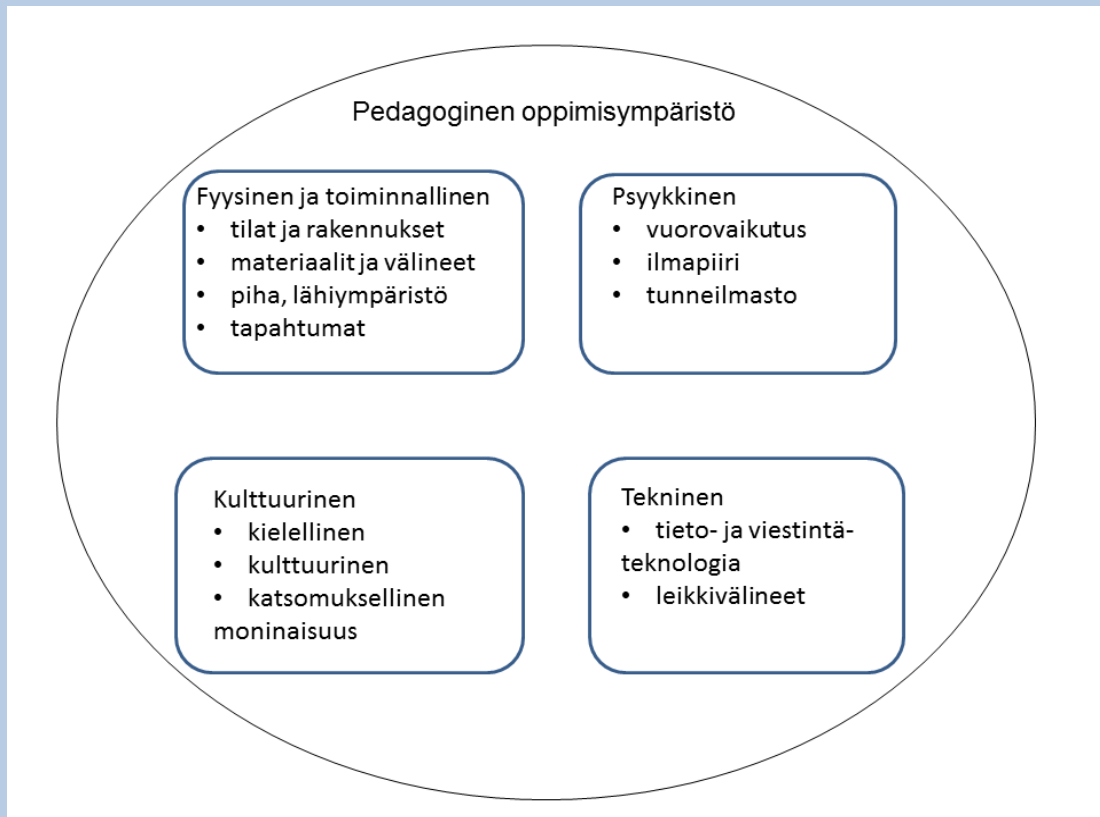 Pedagoginen oppimisympäristö
Fyysinen ja toiminnallinen
• tilat ja rakennukset
• materiaalit ja välineet
• piha, lähiympäristö
• tapahtumat
Psyykkinen
• vuorovaikutus
• ilmapiiri
• tunneilmasto
Kulttuurinen
• kielellinen
• kulttuurinen
• katsomuksellinen
moninaisuus
Tekninen
• tieto- ja viestintä-
teknologia
• leikkivälineet